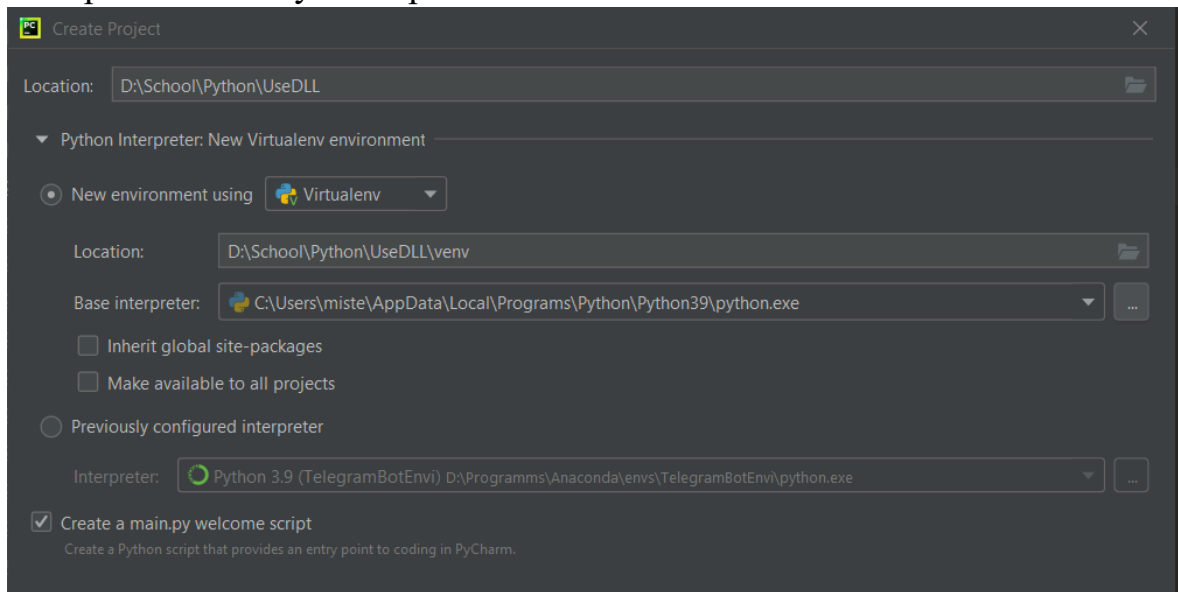 PC
Create Project
Location: D:\School\Python\UseDLL
Python Interpreter: New Virtualenv environment
New environment using Virtualenv
Location: D:\School\Python\UseDLL\venv
Base interpreter: C:\Users\miste\AppData\Local\Programs\Python\Python39\python.exe ...
Inherit global site-packages
Make available to all projects
Previously configured interpreter
Interpreter: Python 3.9 (TelegramBotEnvi) D:\Programms\Anaconda\envs\TelegramBotEnvi\python.exe ...
Create a main.py welcome script
Create a Python script that provides an entry point to coding in PyCharm.